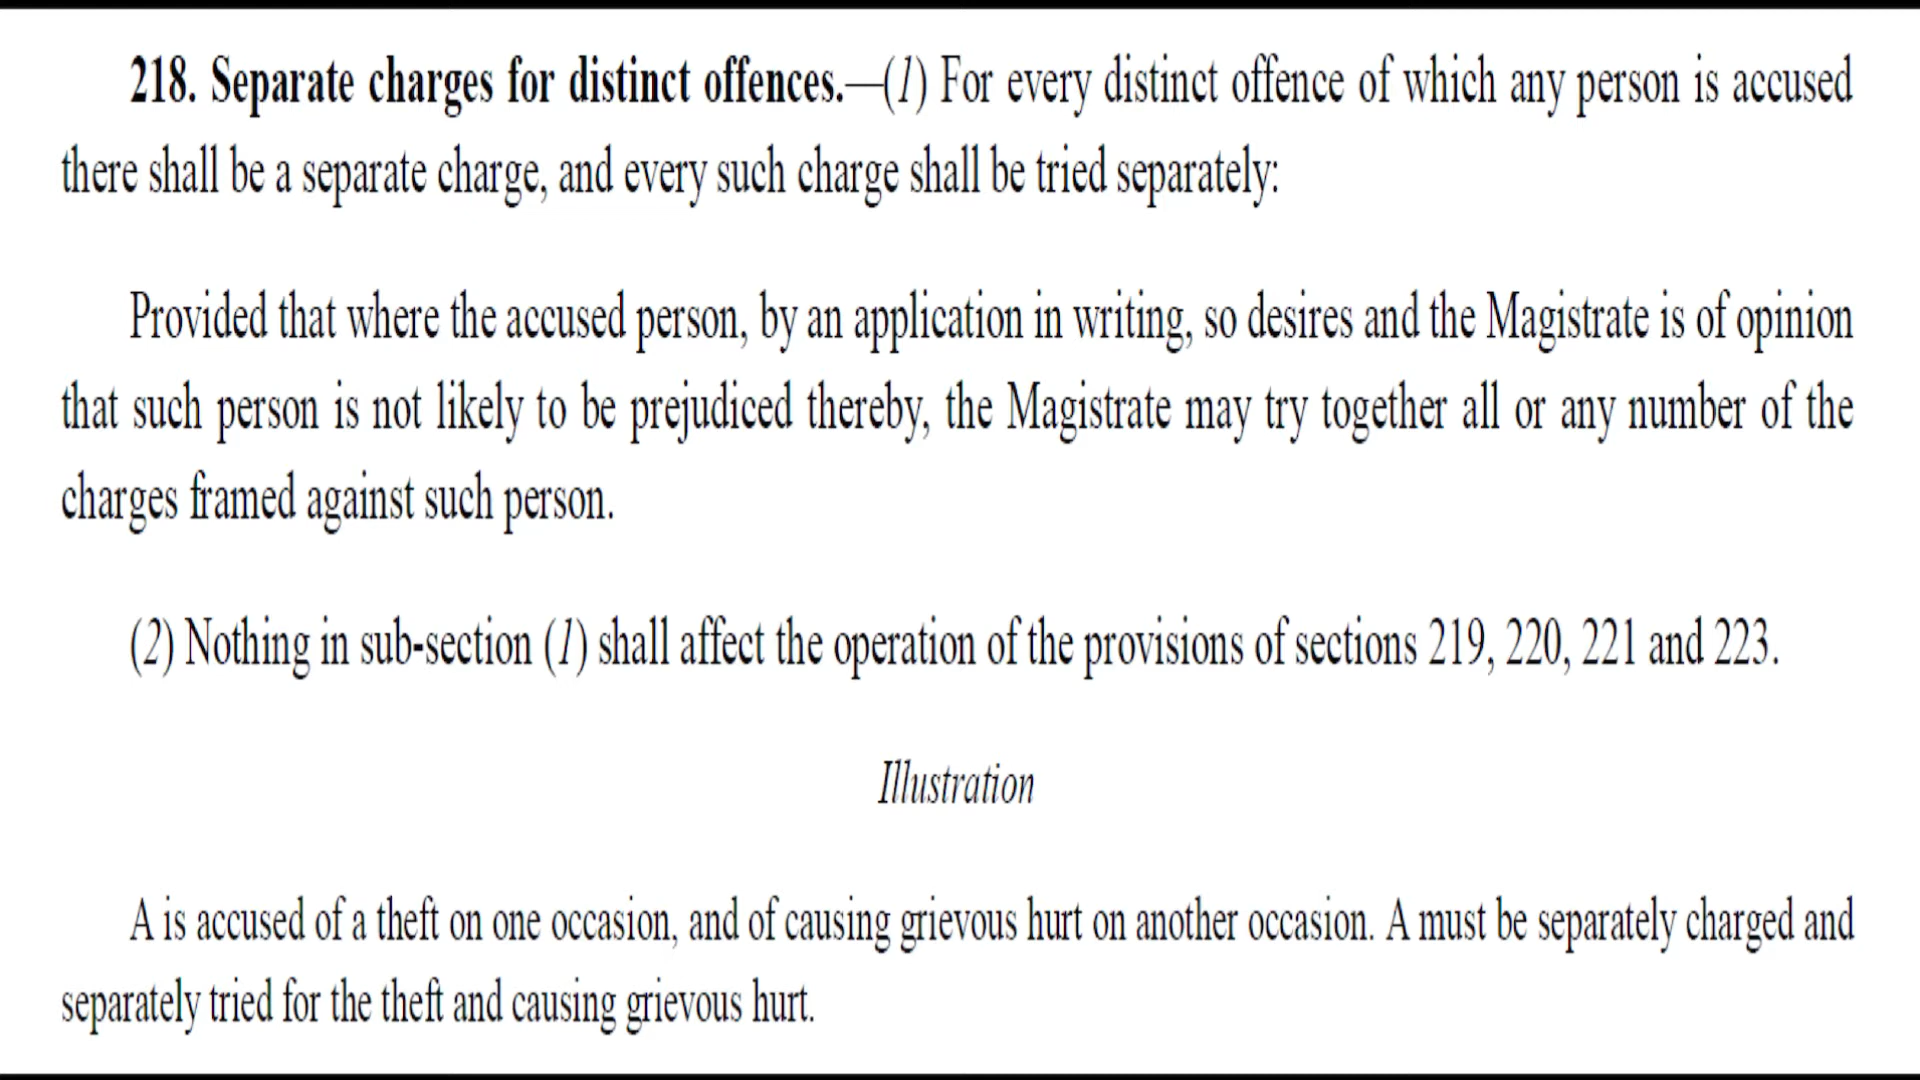 218. Separate charges for distinct offences.—(1) For every distinct offence of which any person is accused
there shall be a separate charge, and every such charge shall be tried separately:
Provided that where the accused person, by an application in writing, so desires and the Magistrate is of opinion
that such person is not likely to be prejudiced thereby, the Magistrate may try together all or any number of the
charges framed against such person.
(2) Nothing in sub-section (1) shall affect the operation of the provisions of sections 219, 220, 221 and 223.
Illustration
A is accused of a theft on one occasion, and of causing grievous hurt on another occasion. A must be separately charged and
separately tried for the theft and causing grievous hurt.